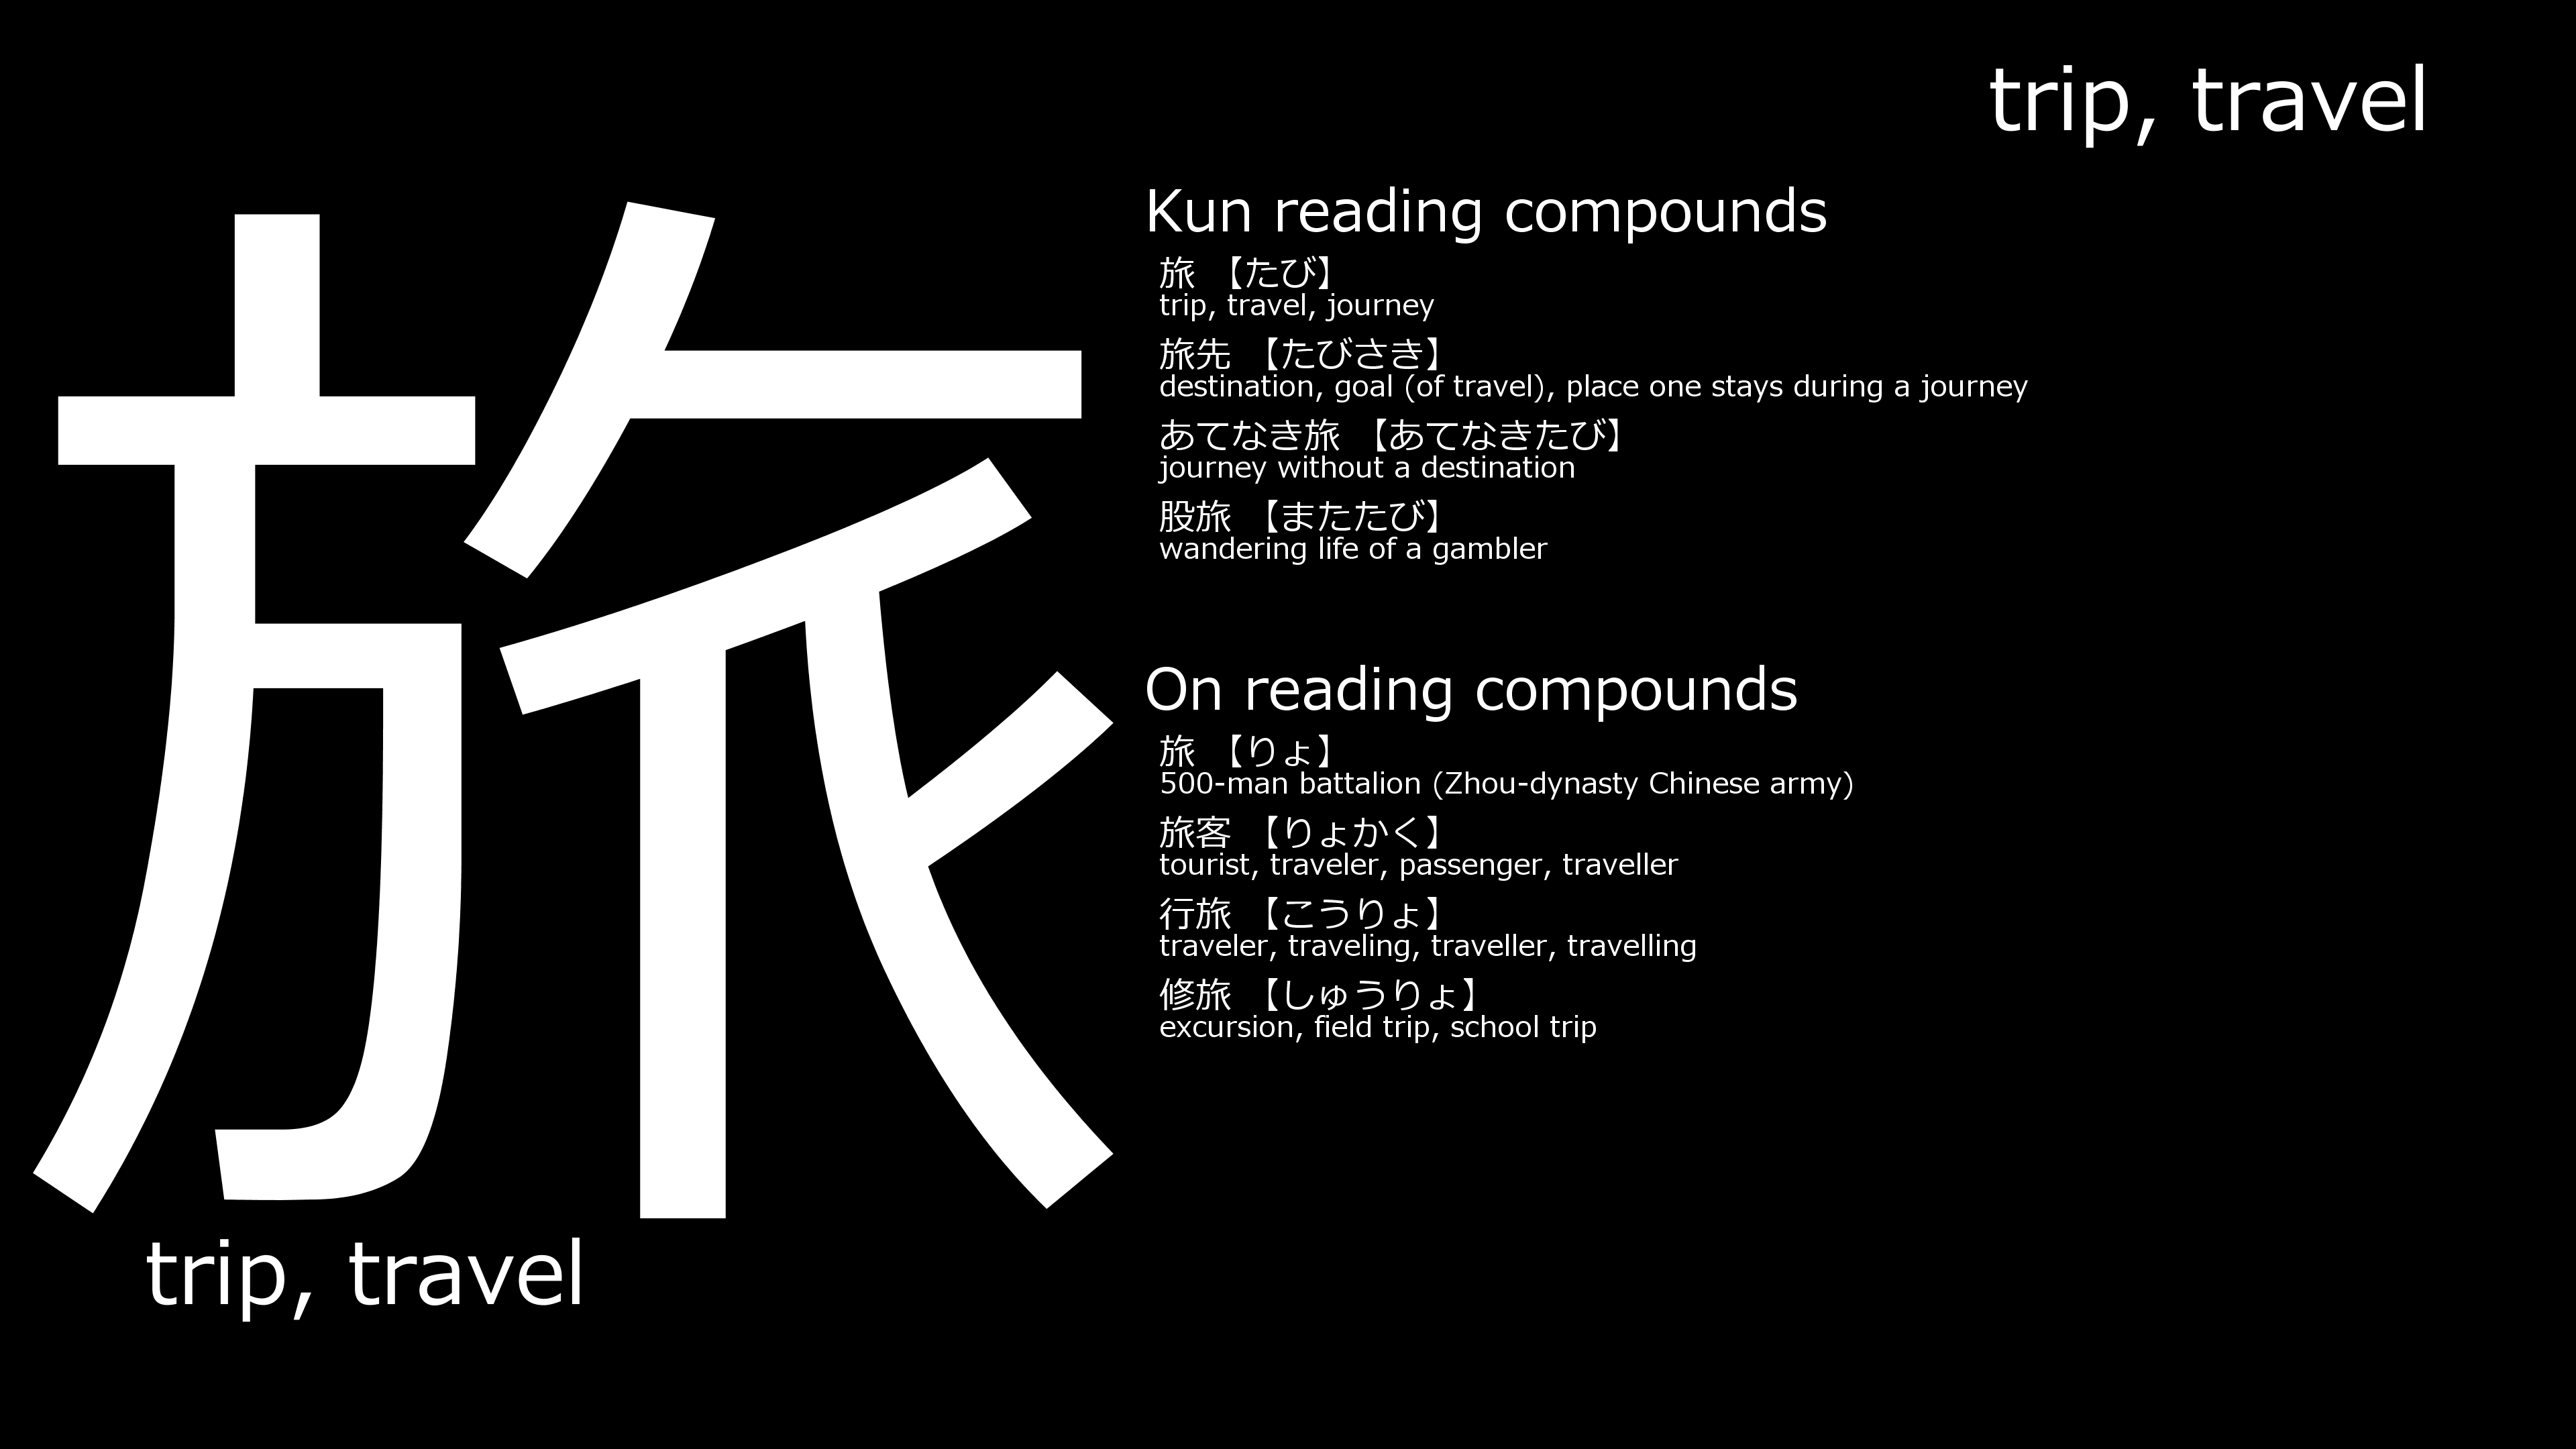 trip, travel
旅
trip, travel
Kun reading compounds
旅 【たび】
trip, travel, journey
旅先 【たびさき】
destination, goal (of travel), place one stays during a journey
あてなき旅 【あてなきたび】
journey without a destination
股旅 【またたび】
wandering life of a gambler
On reading compounds
旅 【りょ】
500-man battalion (Zhou-dynasty Chinese army)
旅客 【りょかく】
tourist, traveler, passenger, traveller
行旅 【こうりょ】
traveler, traveling, traveller, travelling
修旅 【しゅうりょ】
excursion, field trip, school trip